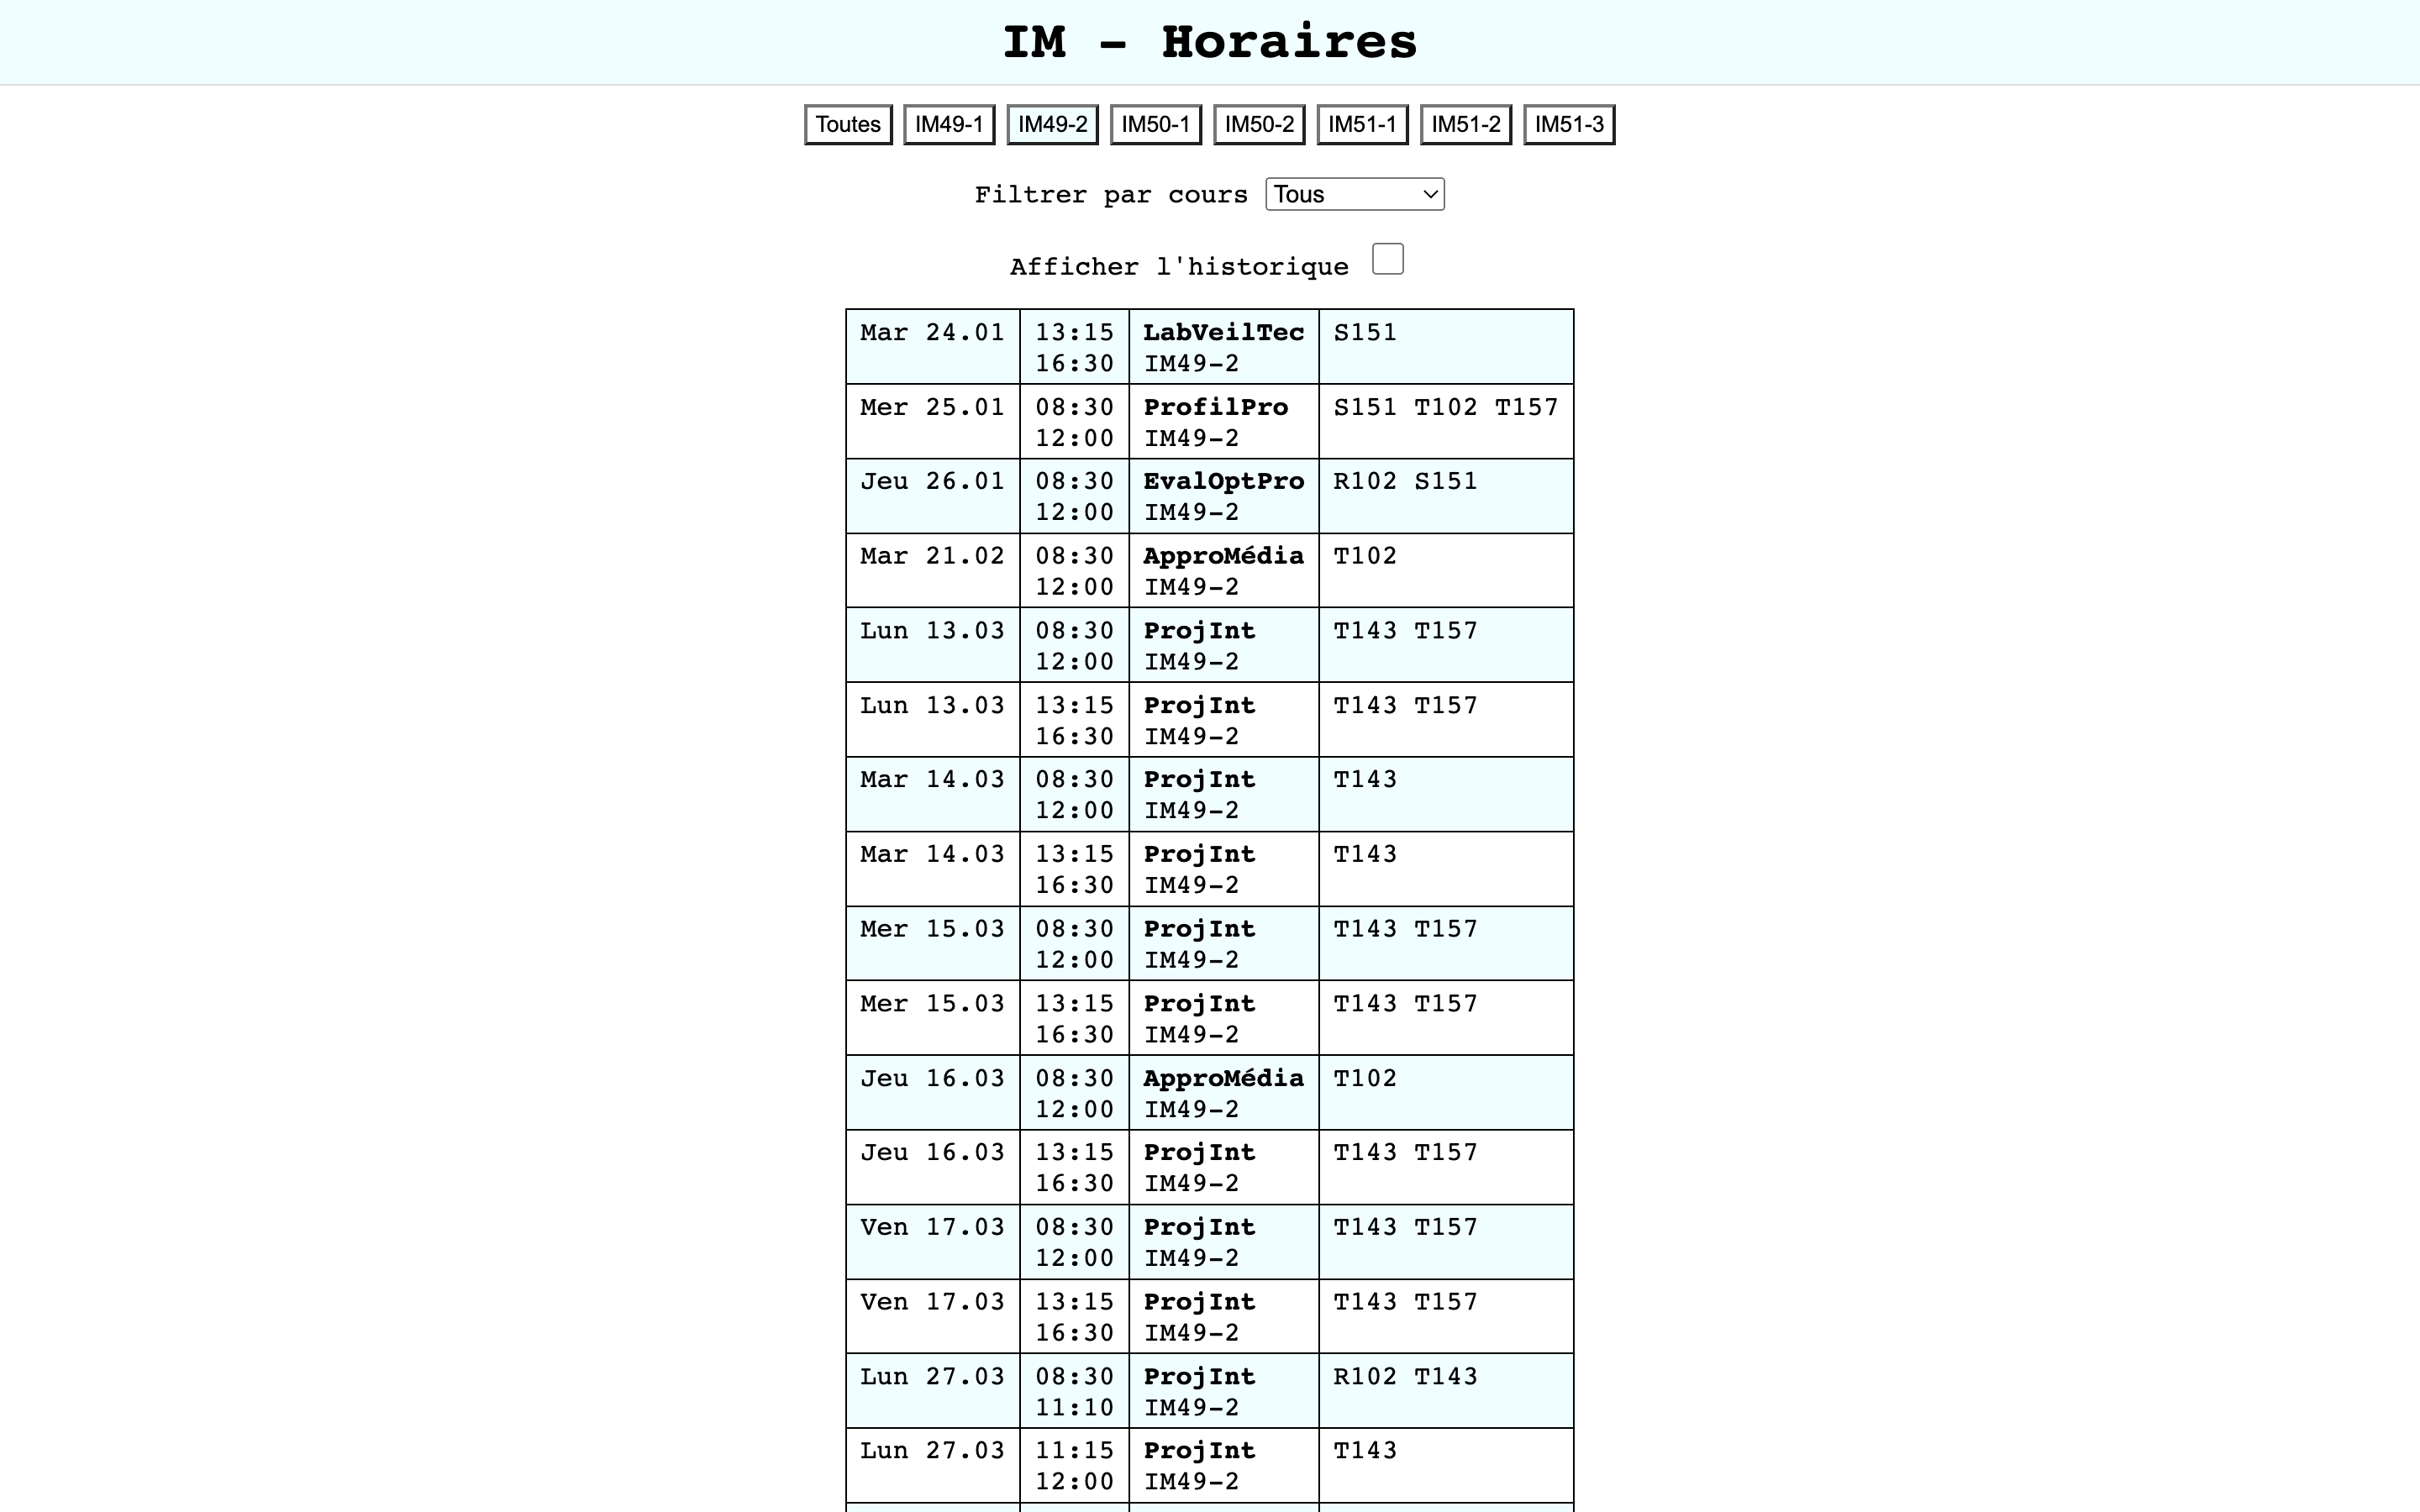 IM - Horaires
Toutes IM49-1 IM49-2 IM50-1 IM50-2 IM51-1 IM51-2 IM51-3
Filtrer par cours Tous
Afficher l'historique
Mar 24.01 13:15 LabVeilTec S151
16:30 IM49-2
Mer 25.01 08:30 ProfilPro S151 T102 T157
12:00 IM49-2
Jeu 26.01 08:30 EvalOptPro R102 S151
12:00 IM49-2
Mar 21.02 08:30 ApproMédia T102
12:00 IM49-2
Lun 13.03 08:30 ProjInt T143 T157
12:00 IM49-2
Lun 13.03 13:15 ProjInt T143 T157
16:30 IM49-2
Mar 14.03 08:30 ProjInt T143
12:00 IM49-2
Mar 14.03 13:15 ProjInt T143
16:30 IM49-2
Mer 15.03 08:30 ProjInt T143 T157
12:00 IM49-2
Mer 15.03 13:15 ProjInt T143 T157
16:30 IM49-2
Jeu 16.03 08:30 ApproMédia T102
12:00 IM49-2
Jeu 16.03 13:15 ProjInt T143 T157
16:30 IM49-2
Ven 17.03 08:30 ProjInt T143 T157
12:00 IM49-2
Ven 17.03 13:15 ProjInt T143 T157
16:30 IM49-2
Lun 27.03 08:30 ProjInt R102 T143
11:10 IM49-2
Lun 27.03 11:15 ProjInt T143
12:00 IM49-2